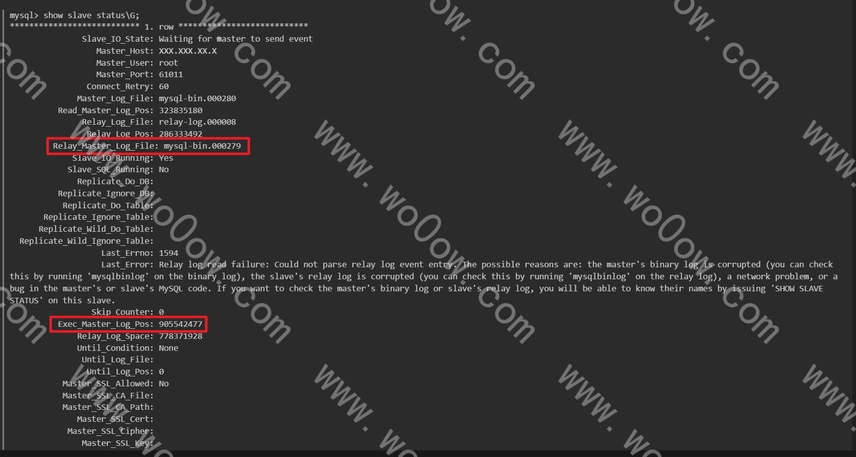 mysql> show slave status\G;
*************************** 1. row ***************************
Slave_IO_State: Waiting for master to send event
Master_Host: XXX.XXX.XX.X
Master_User: root
Master_Port: 61011
Connect_Retry: 60
Master_Log_File: mysql-bin.000280
Read_Master_Log_Pos: 323835180
Relay_Log_File: relay-log.000008
Relay_Log_Pos: 286333492
Relay_Master_Log_File: mysql-bin.000279
Slave_IO_Running: Yes
Slave_SQL_Running: No
Replicate_Do_DB:
Replicate_Ignore_DB:
Replicate_Do_Table:
Replicate_Ignore_Table:
Replicate_Wild_Do_Table:
Replicate_Wild_Ignore_Table:
Last_Errno: 1594
Last_Error: Relay log read failure: Could not parse relay log event entry. The possible reasons are: the master's binary log is corrupted (you can check
this by running 'mysqlbinlog' on the binary log), the slave's relay log is corrupted (you can check this by running 'mysqlbinlog' on the relay log), a network problem, or a
bug in the master's or slave's MySQL code. If you want to check the master's binary log or slave's relay log, you will be able to know their names by issuing 'SHOW SLAVE
STATUS' on this slave.
Skip_Counter: 0
Exec_Master_Log_Pos: 905542477
Relay_Log_Space: 778371928
Until_Condition: None
Until_Log_File:
Until_Log_Pos: 0
Master_SSL_Allowed: No
Master_SSL_CA_File:
Master_SSL_CA_Path:
Master_SSL_Cert:
Master_SSL_Cipher:
Master_SSL_Key:
www. wo0ow. com